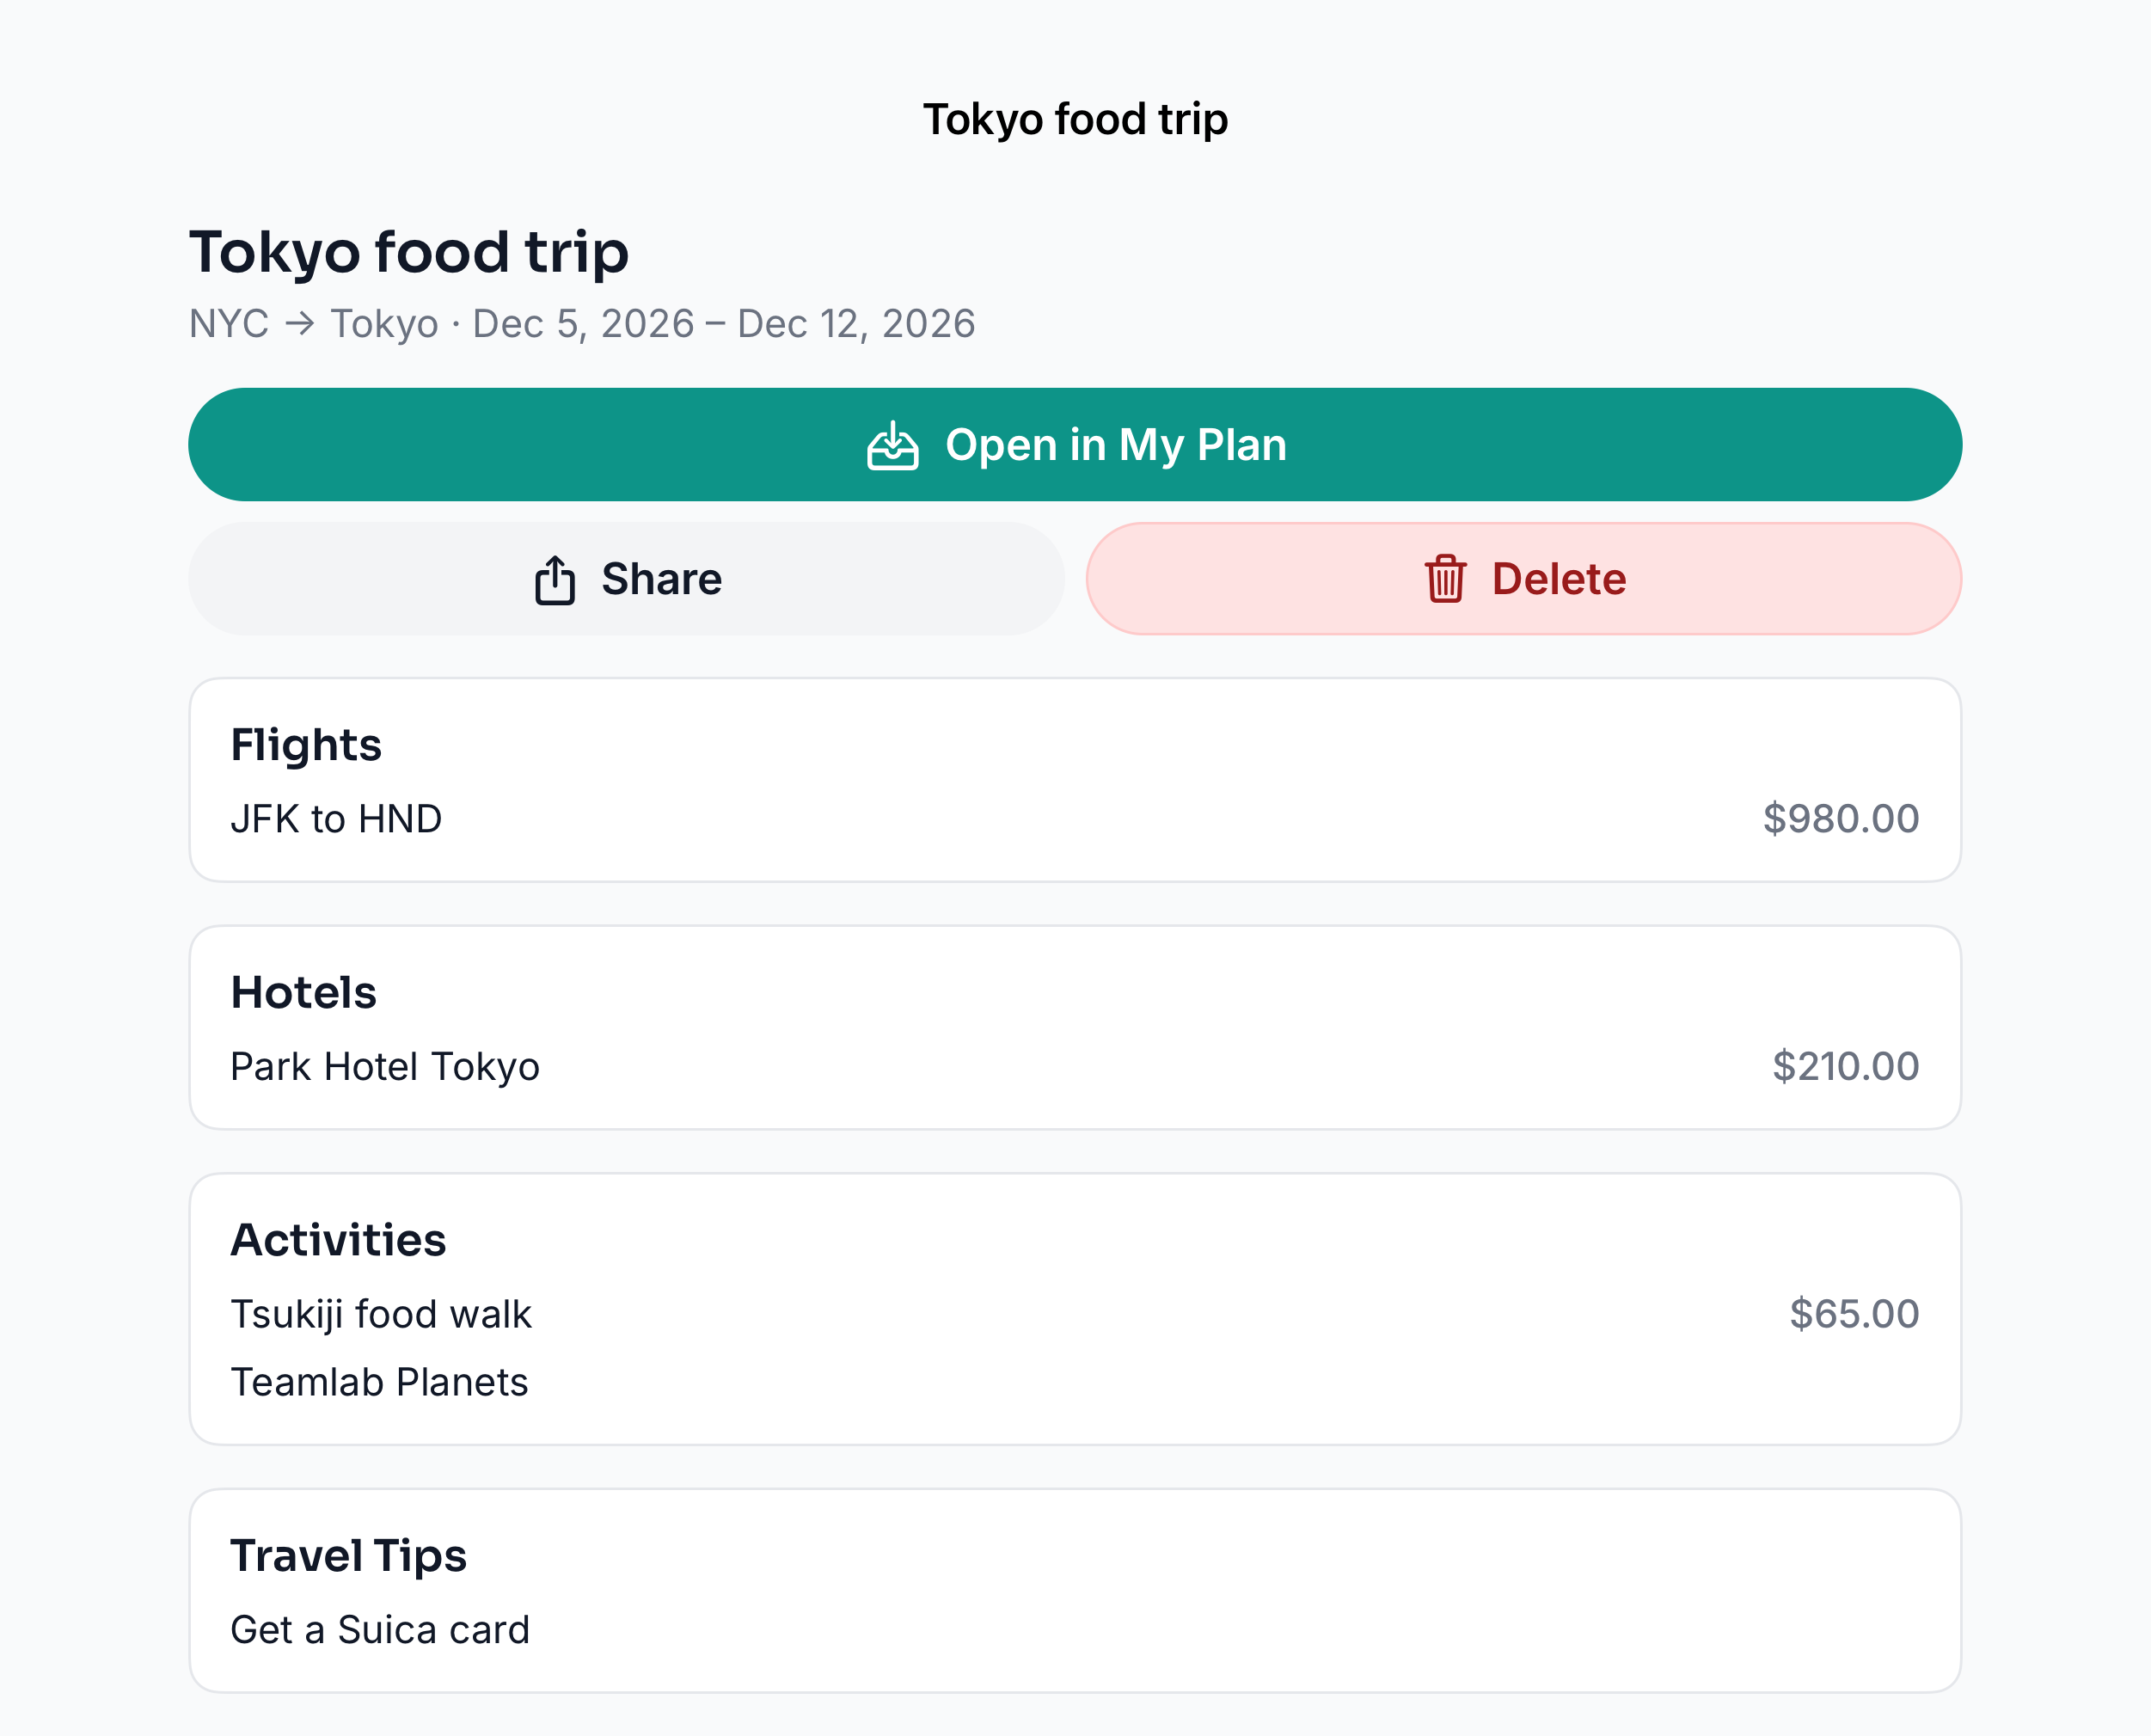 Tokyo food trip
Tokyo food trip
NYC → Tokyo · Dec 5, 2026 – Dec 12, 2026
Open in My Plan
Share
Delete
Flights
JFK to HND $980.00
Hotels
Park Hotel Tokyo $210.00
Activities
Tsukiji food walk $65.00
Teamlab Planets
Travel Tips
Get a Suica card